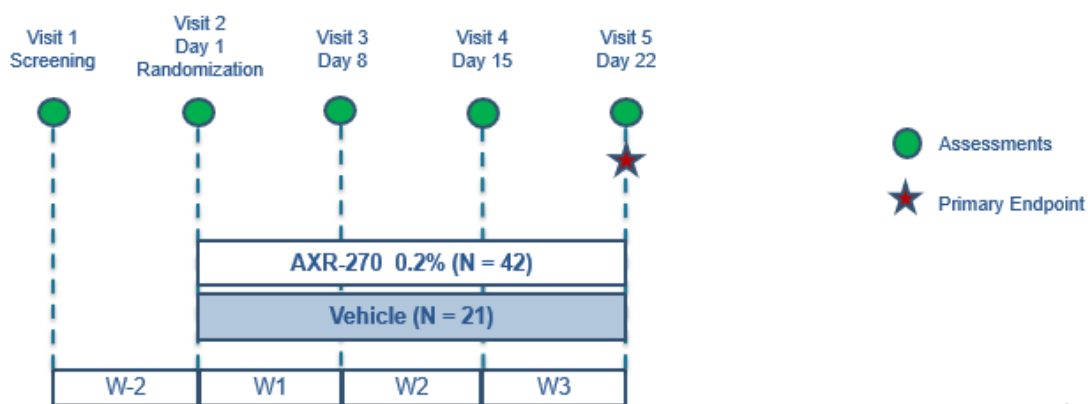 Visit 1
Screening
Visit 2
Day 1
Randomization
Visit 3
Day 8
Visit 4
Day 15
Visit 5
Day 22
Assessments
Primary Endpoint
AXR-270 0.2% (N = 42)
Vehicle (N = 21)
W-2
W1
W2
W3